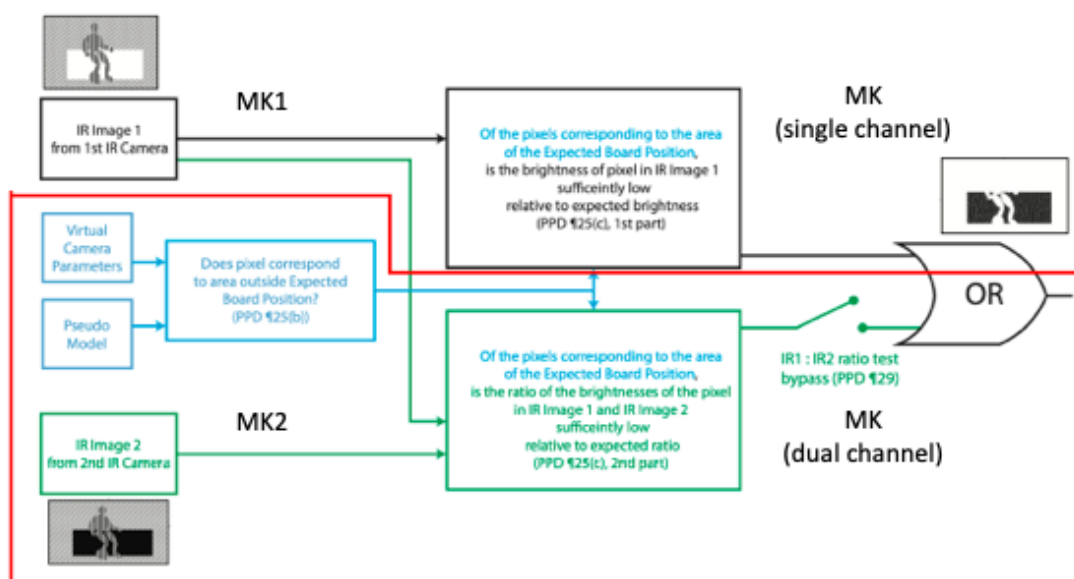 MK1
IR Image 1
from 1st IR Camera
Of the pixels corresponding to the area
of the Expected Board Position,
is the brightness of pixel in IR Image 1
sufficeintly low
relative to expected brightness
(PPD ¶25(c), 1st part)
MK
(single channel)
Virtual
Camera
Parameters
Does pixel correspond
to area outside Expected
Board Position?
(PPD ¶25(b))
Pseudo
Model
OR
Of the pixels corresponding to the area
of the Expected Board Position,
is the ratio of the brightnesses of the pixel
in IR Image 1 and IR Image 2
sufficeintly low
relative to expected ratio
(PPD ¶25(c), 2nd part)
IR1 : IR2 ratio test
bypass (PPD ¶29)
MK2
IR Image 2
from 2nd IR Camera
MK
(dual channel)